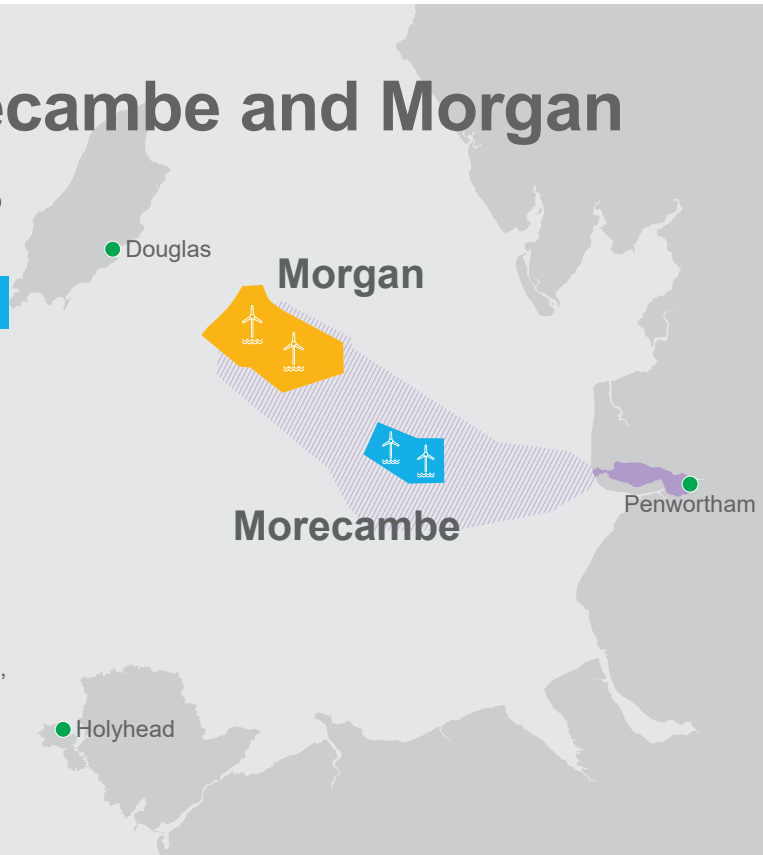 ecambe and Morgan
Douglas
Morgan
Morecambe
Penwortham
,
Holyhead